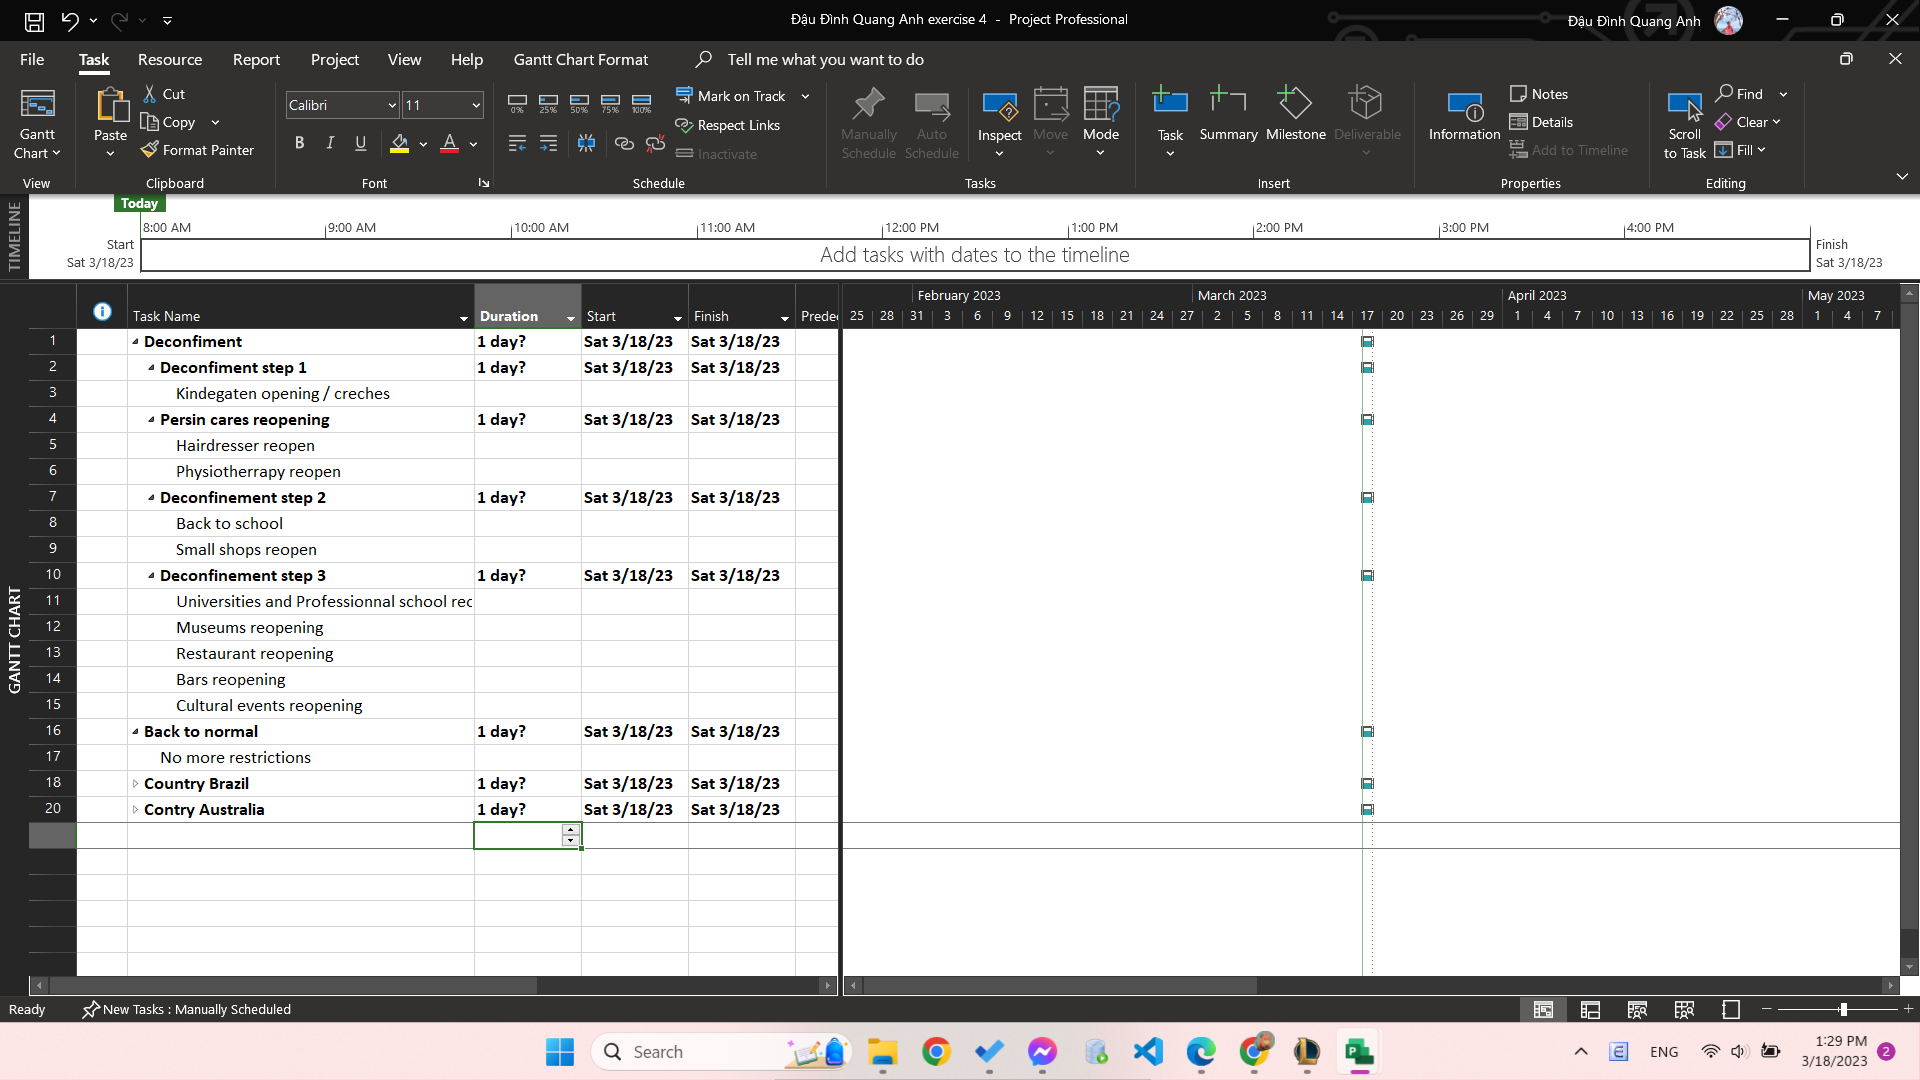 Đậu Đình Quang Anh exercise 4 - Project Professional
Đậu Đình Quang Anh
File Task Resource Report Project View Help Gantt Chart Format Tell me what you want to do
Gantt Chart
View
Paste
Cut
Copy
Format Painter
Clipboard
Calibri 11
B I U A
Font
0% 25% 50% 75% 100%
Mark on Track
Respect Links
Inactivate
Schedule
Manually Schedule
Auto Schedule
Inspect
Move
Mode
Tasks
Task
Summary
Milestone
Deliverable
Insert
Information
Notes
Details
Add to Timeline
Properties
Scroll to Task
Find
Clear
Fill
Editing
TIMELINE
Today
8:00 AM 9:00 AM 10:00 AM 11:00 AM 12:00 PM 1:00 PM 2:00 PM 3:00 PM 4:00 PM
Start
Sat 3/18/23
Add tasks with dates to the timeline
Finish
Sat 3/18/23
GANTT CHART
Task Name Duration Start Finish Predec
February 2023 March 2023 April 2023 May 2023
25 28 31 3 6 9 12 15 18 21 24 27 2 5 8 11 14 17 20 23 26 29 1 4 7 10 13 16 19 22 25 28 1 4 7
1 Deconfiment 1 day? Sat 3/18/23 Sat 3/18/23
2 Deconfiment step 1 1 day? Sat 3/18/23 Sat 3/18/23
3 Kindegaten opening / creches
4 Persin cares reopening 1 day? Sat 3/18/23 Sat 3/18/23
5 Hairdresser reopen
6 Physiotherrapy reopen
7 Deconfinement step 2 1 day? Sat 3/18/23 Sat 3/18/23
8 Back to school
9 Small shops reopen
10 Deconfinement step 3 1 day? Sat 3/18/23 Sat 3/18/23
11 Universities and Professionnal school rec
12 Museums reopening
13 Restaurant reopening
14 Bars reopening
15 Cultural events reopening
16 Back to normal 1 day? Sat 3/18/23 Sat 3/18/23
17 No more restrictions
18 Country Brazil 1 day? Sat 3/18/23 Sat 3/18/23
20 Contry Australia 1 day? Sat 3/18/23 Sat 3/18/23
Ready New Tasks : Manually Scheduled
Search
ENG
1:29 PM
3/18/2023
2